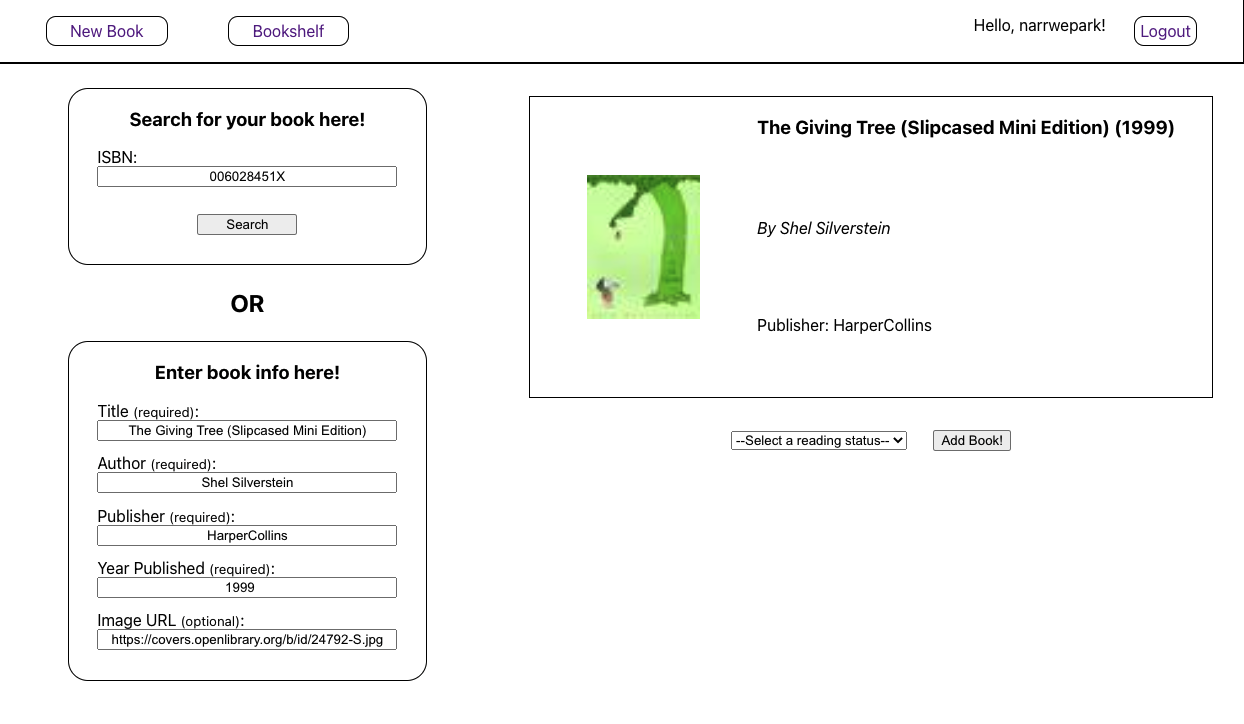 New Book
Bookshelf
Hello, narrwepark!
Logout
Search for your book here!
ISBN:
006028451X
Search
OR
Enter book info here!
Title (required):
The Giving Tree (Slipcased Mini Edition)
Author (required):
Shel Silverstein
Publisher (required):
HarperCollins
Year Published (required):
1999
Image URL (optional):
https://covers.openlibrary.org/b/id/24792-S.jpg
The Giving Tree (Slipcased Mini Edition) (1999)
By Shel Silverstein
Publisher: HarperCollins
--Select a reading status--
Add Book!